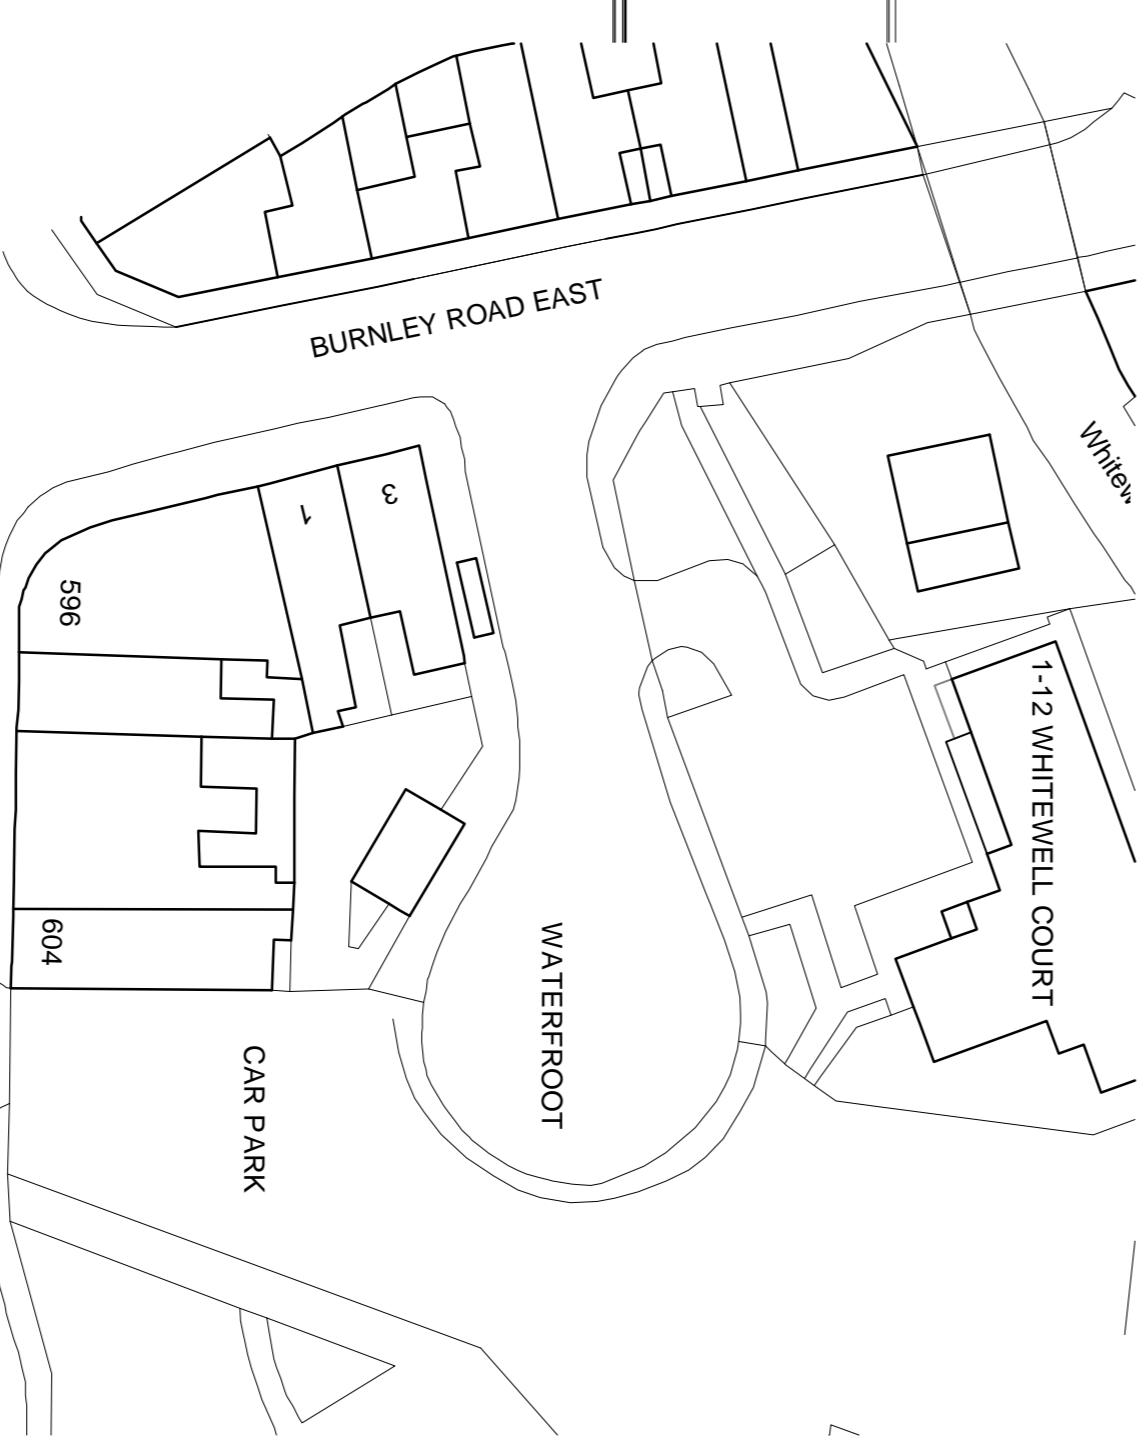 BURNLEY ROAD EAST
1
3
596
Whitew
1-12 WHITEWELL COURT
604
WATERFROOT
CAR PARK